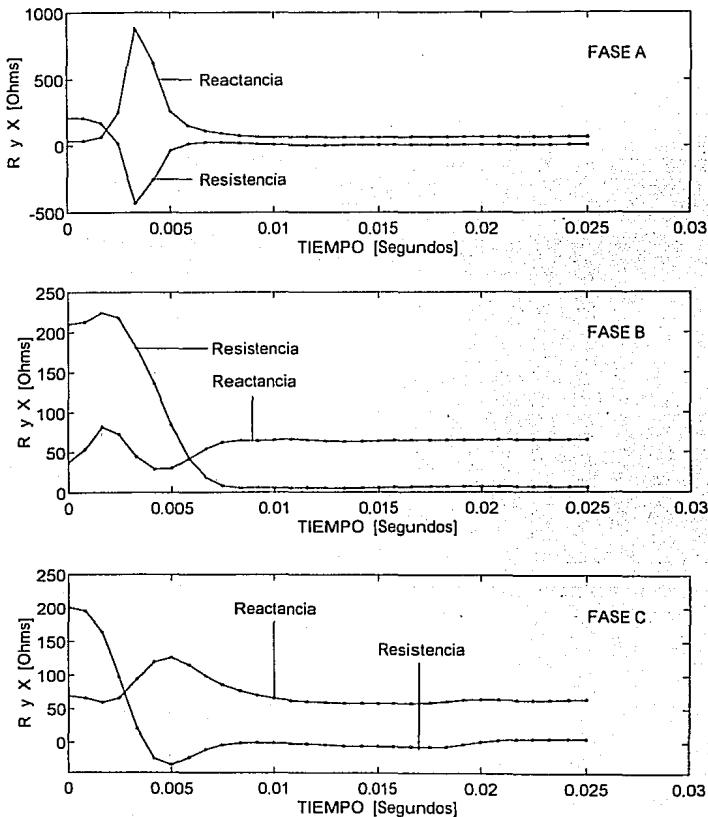 1000
FASE A
500
Reactancia
0
Resistencia
-500
R y X [Ohms]
0 0.005 0.01 0.015 0.02 0.025 0.03
TIEMPO [Segundos]
250
200
FASE B
Resistencia
150
Reactancia
100
50
0
R y X [Ohms]
0 0.005 0.01 0.015 0.02 0.025 0.03
TIEMPO [Segundos]
250
200
Reactancia
FASE C
150
Resistencia
100
50
0
R y X [Ohms]
0 0.005 0.01 0.015 0.02 0.025 0.03
TIEMPO [Segundos]